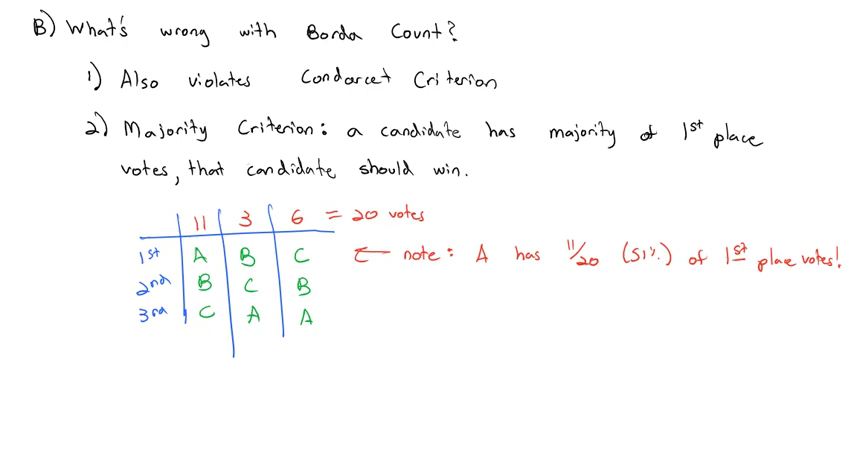 B) What's wrong with Borda Count?
1) Also violates Condorcet Criterion
2) Majority Criterion: a candidate has majority of 1st place
votes, that candidate should win.
11 3 6 = 20 votes
1st A B C ← note: A has 11/20 (51%) of 1st place votes!
2nd B C B
3rd C A A